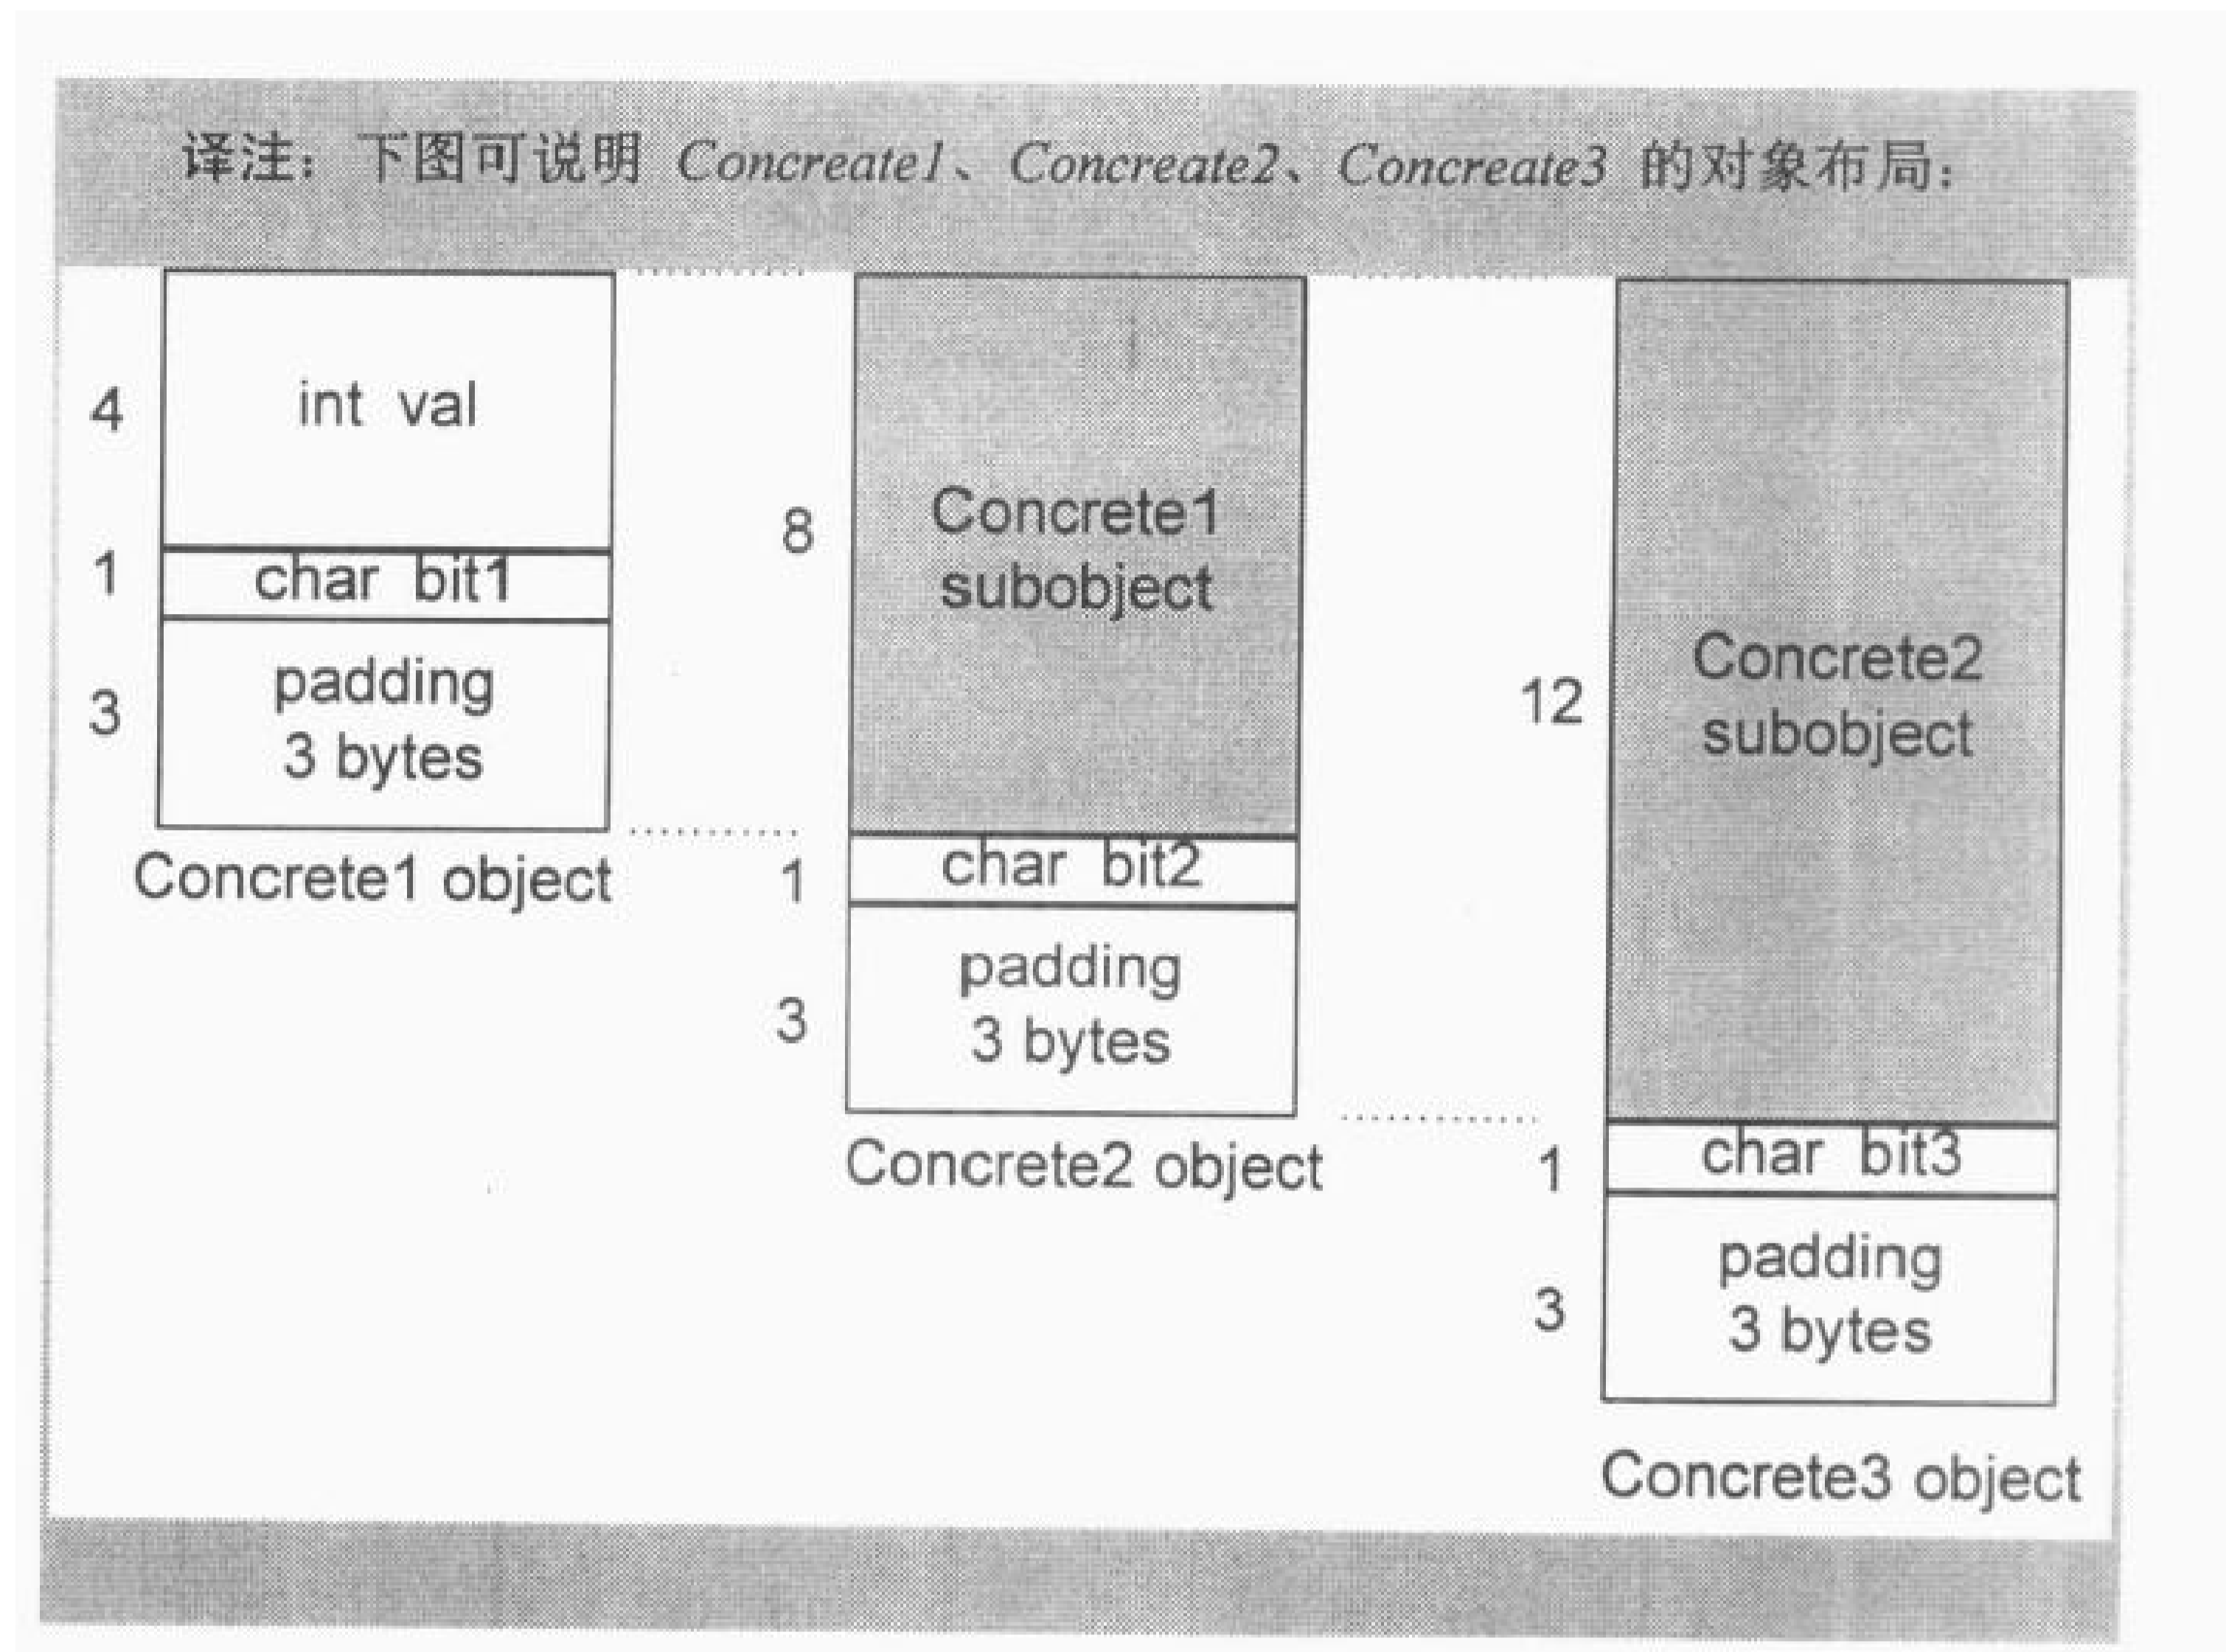 译注：下图可说明 Concreate1、Concreate2、Concreate3 的对象布局：
4
int val
1
char bit1
3
padding
3 bytes
Concrete1 object
8
Concrete1
subobject
1
char bit2
3
padding
3 bytes
Concrete2 object
12
Concrete2
subobject
1
char bit3
3
padding
3 bytes
Concrete3 object